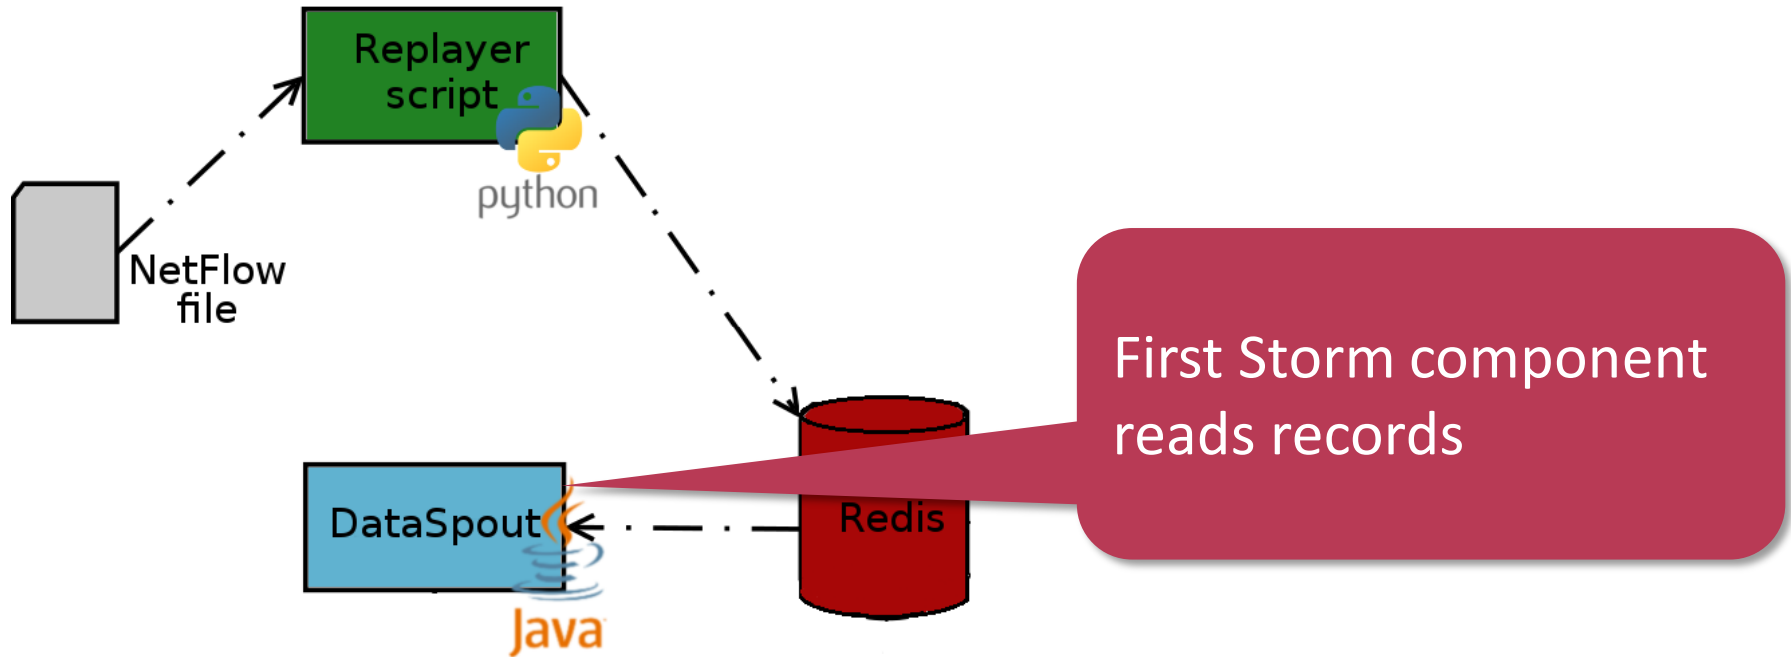 Replayer
script
python
NetFlow
file
First Storm component
reads records
DataSpout
Redis
Java